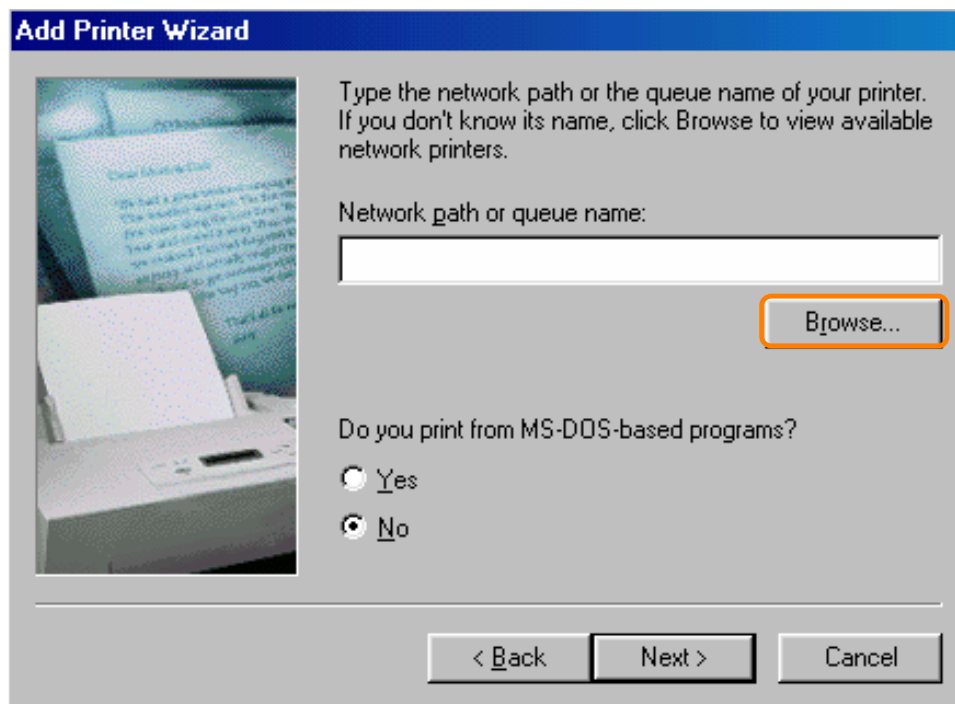 Add Printer Wizard
Type the network path or the queue name of your printer.
If you don't know its name, click Browse to view available
network printers.
Network path or queue name:
Browse...
Do you print from MS-DOS-based programs?
Yes
No
< Back
Next >
Cancel